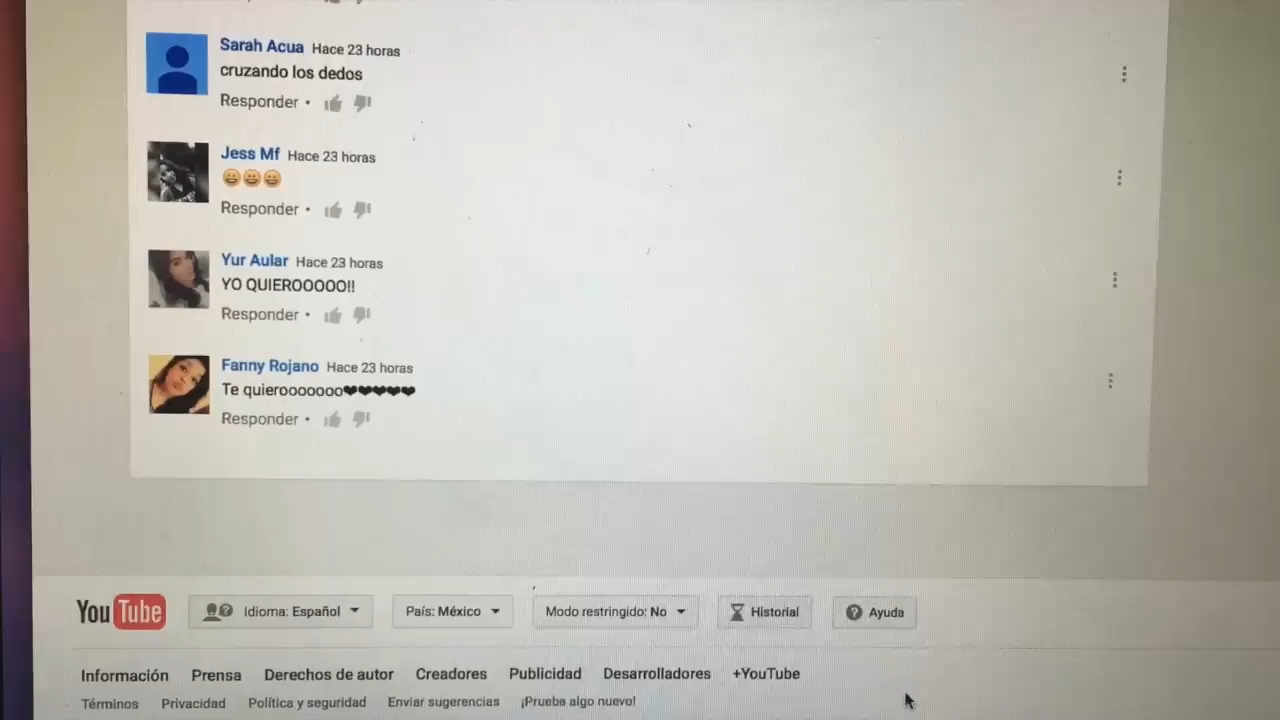 Sarah Acua Hace 23 horas
cruzando los dedos
Responder •
Jess Mf Hace 23 horas
😀😀😀
Responder •
Yur Aular Hace 23 horas
YO QUIEROOOOO!!
Responder •
Fanny Rojano Hace 23 horas
Te quierooooooo❤❤❤❤❤
Responder •
YouTube Idioma: Español País: México Modo restringido: No Historial Ayuda
Información Prensa Derechos de autor Creadores Publicidad Desarrolladores +YouTube
Términos Privacidad Política y seguridad Enviar sugerencias ¡Prueba algo nuevo!